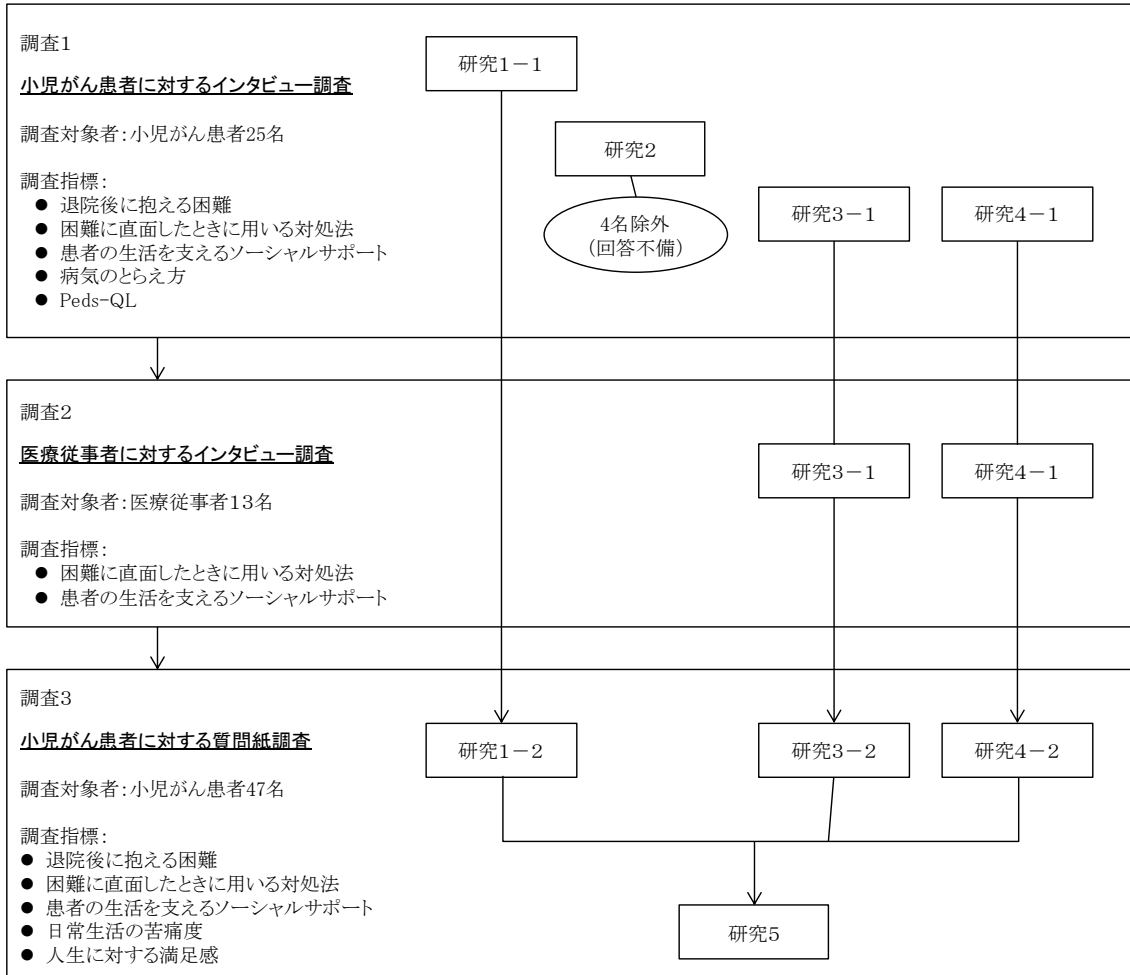 調査1
研究1-1
小児がん患者に対するインタビュー調査
調査対象者:小児がん患者25名
研究2
調査指標:
● 退院後に抱える困難
● 困難に直面したときに用いる対処法
● 患者の生活を支えるソーシャルサポート
● 病気のとらえ方
● Peds-QL
4名除外
(回答不備)
研究3-1
研究4-1
調査2
医療従事者に対するインタビュー調査
研究3-1
研究4-1
調査対象者:医療従事者13名
調査指標:
● 困難に直面したときに用いる対処法
● 患者の生活を支えるソーシャルサポート
調査3
小児がん患者に対する質問紙調査
研究1-2
研究3-2
研究4-2
調査対象者:小児がん患者47名
調査指標:
● 退院後に抱える困難
● 困難に直面したときに用いる対処法
● 患者の生活を支えるソーシャルサポート
● 日常生活の苦痛度
● 人生に対する満足感
研究5